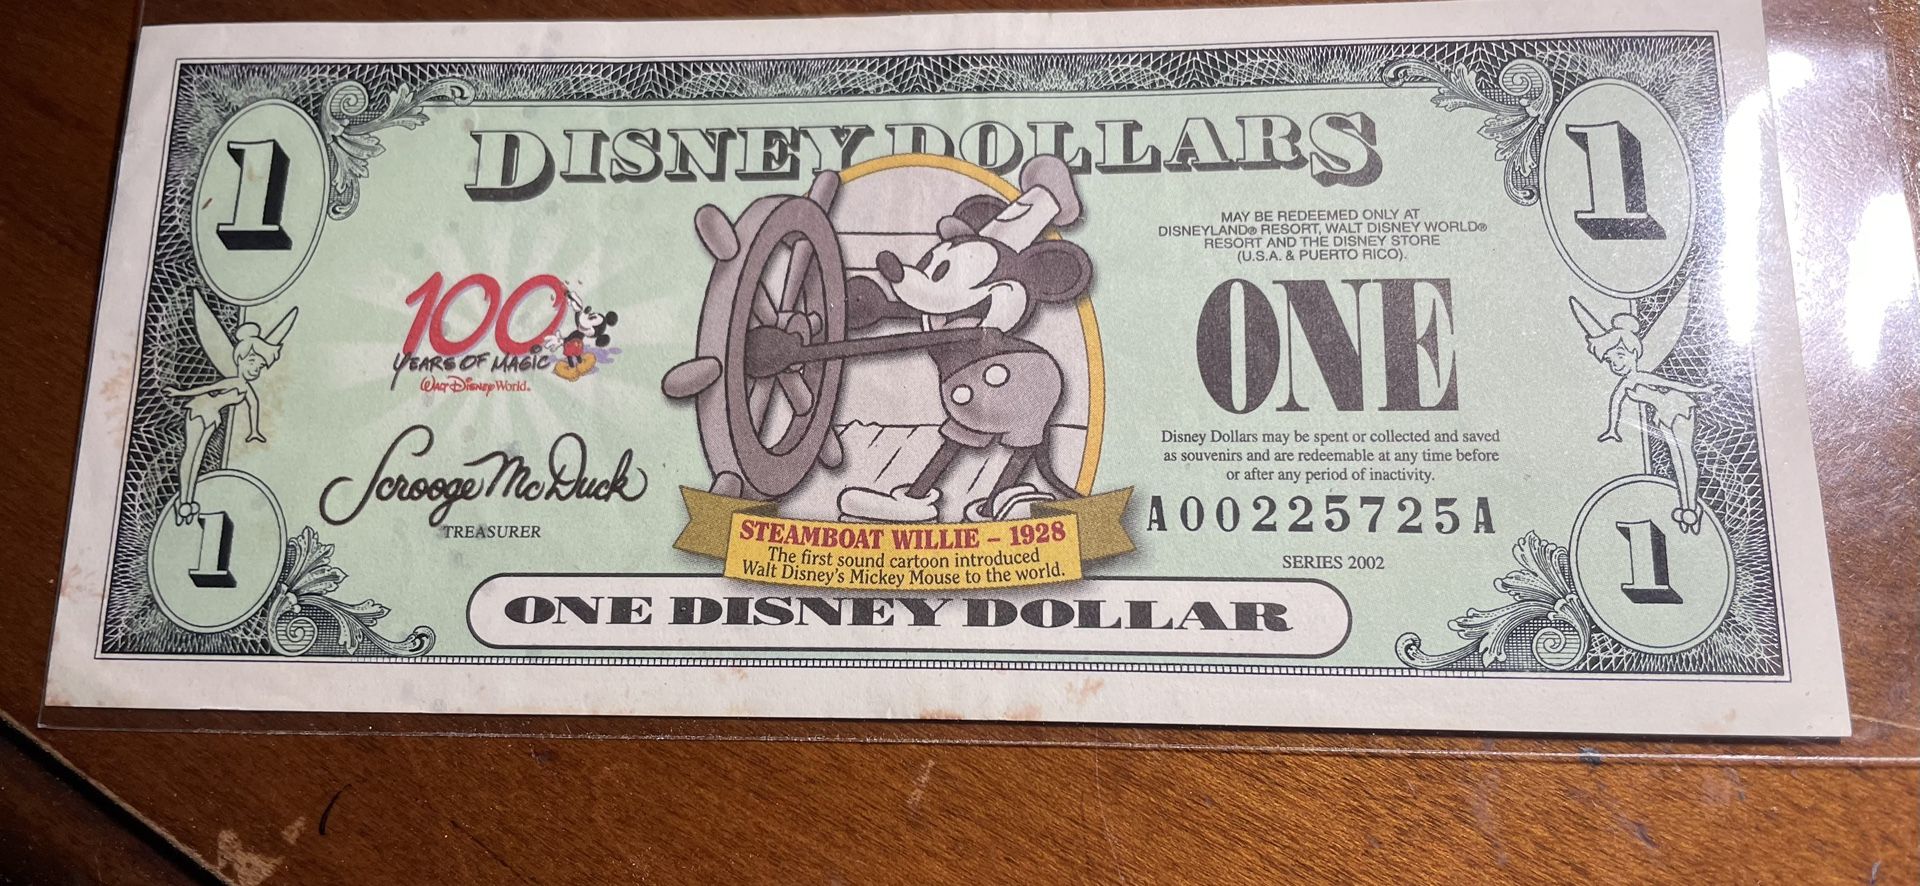 1
DISNEY DOLLARS
1
MAY BE REDEEMED ONLY AT
DISNEYLAND® RESORT, WALT DISNEY WORLD®
RESORT AND THE DISNEY STORE
(U.S.A. & PUERTO RICO).
100
YEARS OF MAGIC
WALT DISNEY World.
ONE
Disney Dollars may be spent or collected and saved
as souvenirs and are redeemable at any time before
or after any period of inactivity.
Scrooge McDuck
TREASURER
A00225725A
SERIES 2002
STEAMBOAT WILLIE – 1928
The first sound cartoon introduced
Walt Disney's Mickey Mouse to the world.
1
ONE DISNEY DOLLAR
1